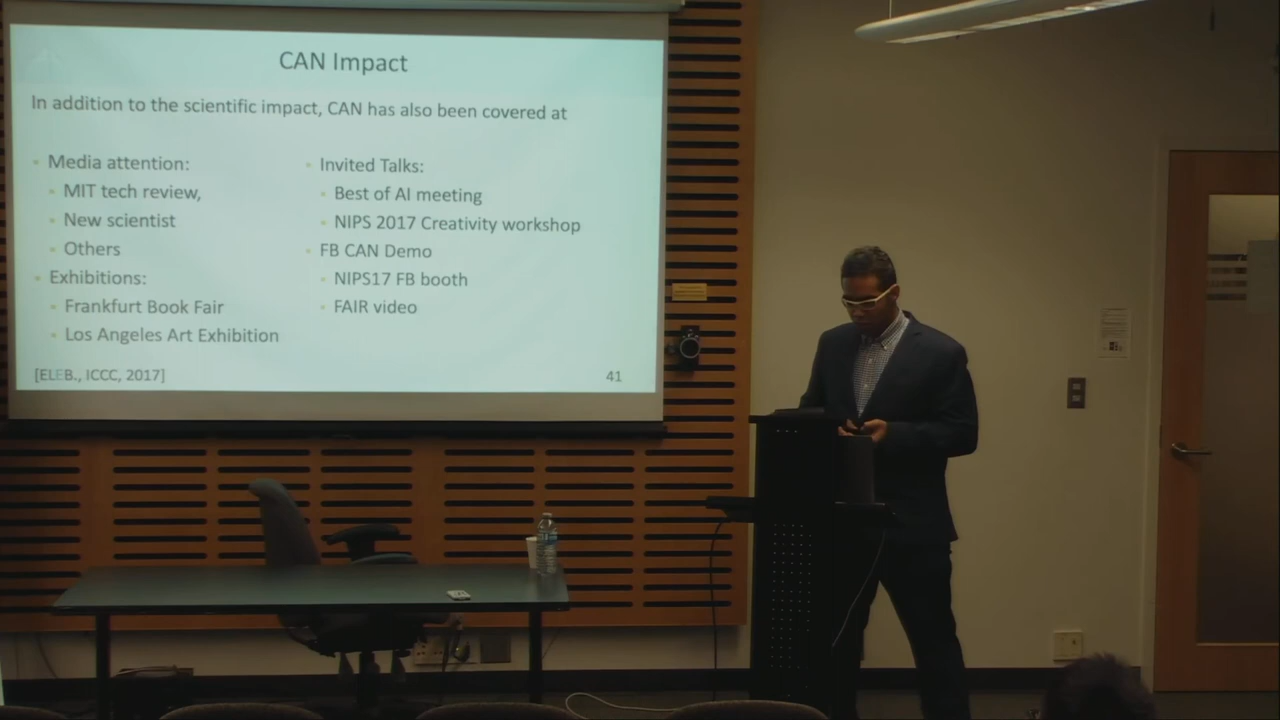 CAN Impact
In addition to the scientific impact, CAN has also been covered at
Media attention:
MIT tech review,
New scientist
Others
Exhibitions:
Frankfurt Book Fair
Los Angeles Art Exhibition
Invited Talks:
Best of AI meeting
NIPS 2017 Creativity workshop
FB CAN Demo
NIPS17 FB booth
FAIR video
[ELEB., ICCC, 2017]
41